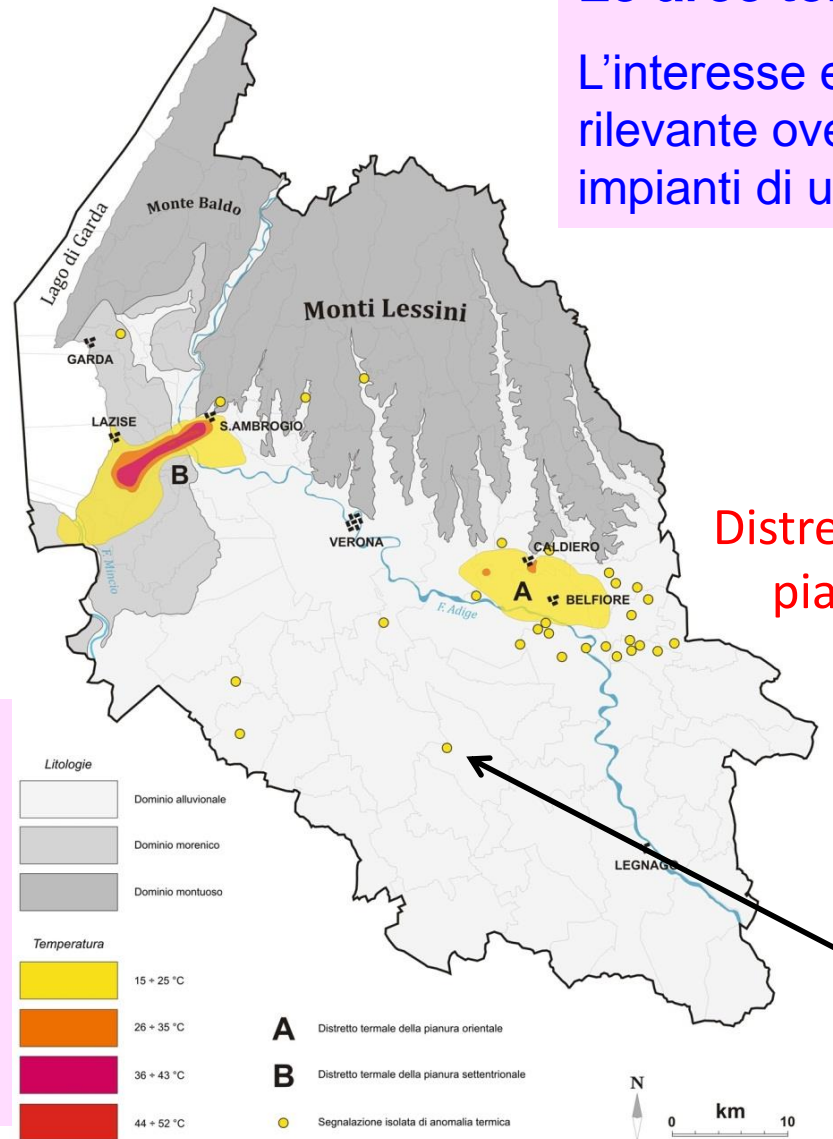 L'interesse e
rilevante ove
impianti di u
Monte Baldo
Lago di Garda
Monti Lessini
GARDA
LAZISE
S.AMBROGIO
B
VERONA
Distre
CALDIERO
A
BELFIORE
pia
F. Mincio
F. Adige
Litologie
Dominio alluvionale
Dominio morenico
Dominio montuoso
LEGNAGO
Temperatura
15 ÷ 25 °C
26 ÷ 35 °C
36 ÷ 43 °C
44 ÷ 52 °C
A Distretto termale della pianura orientale
B Distretto termale della pianura settentrionale
Segnalazione isolata di anomalia termica
N
km
0 10